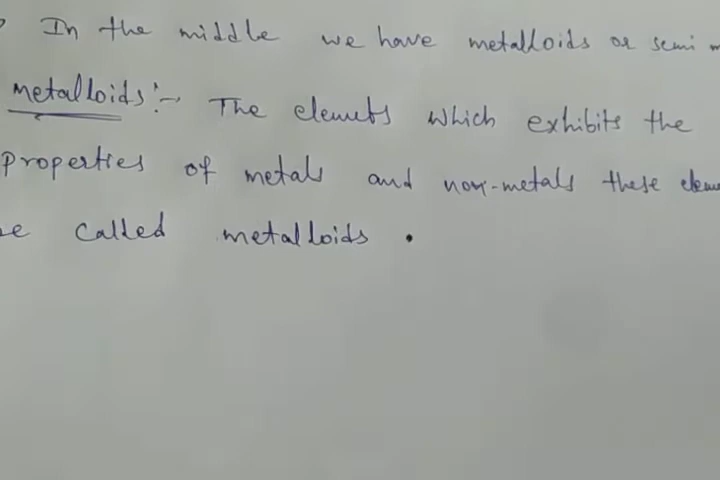 In the middle we have metalloids or semi m
metalloids:- The elements which exhibits the
properties of metals and non-metals these eleme
e called metalloids .